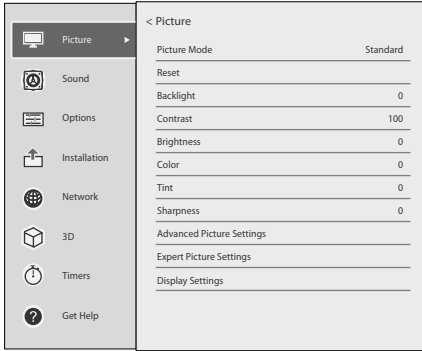 Picture
Sound
Options
Installation
Network
3D
Timers
Get Help
< Picture
Picture Mode Standard
Reset
Backlight 0
Contrast 100
Brightness 0
Color 0
Tint 0
Sharpness 0
Advanced Picture Settings
Expert Picture Settings
Display Settings